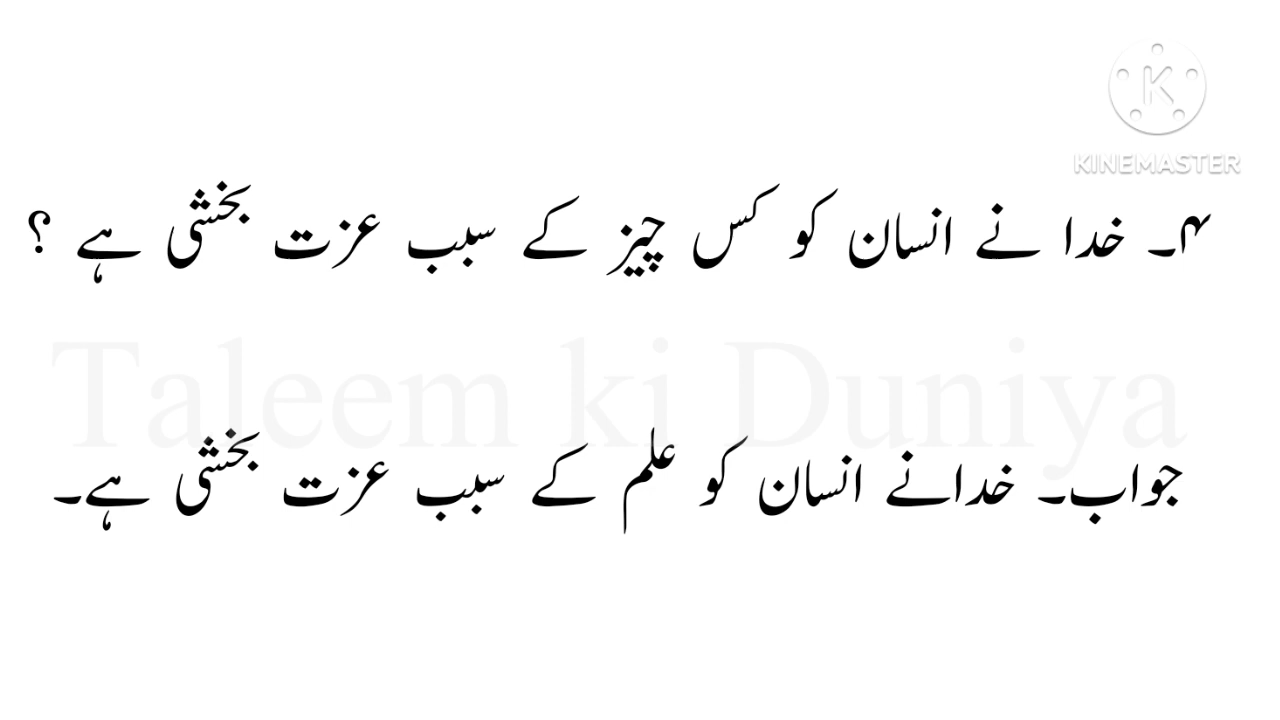 KINEMASTER
۴۔ خدا نے انسان کو کس چیز کے سبب عزت بخشی ہے ؟
Taleem ki Duniya
جواب۔ خدانے انسان کو علم کے سبب عزت بخشی ہے۔